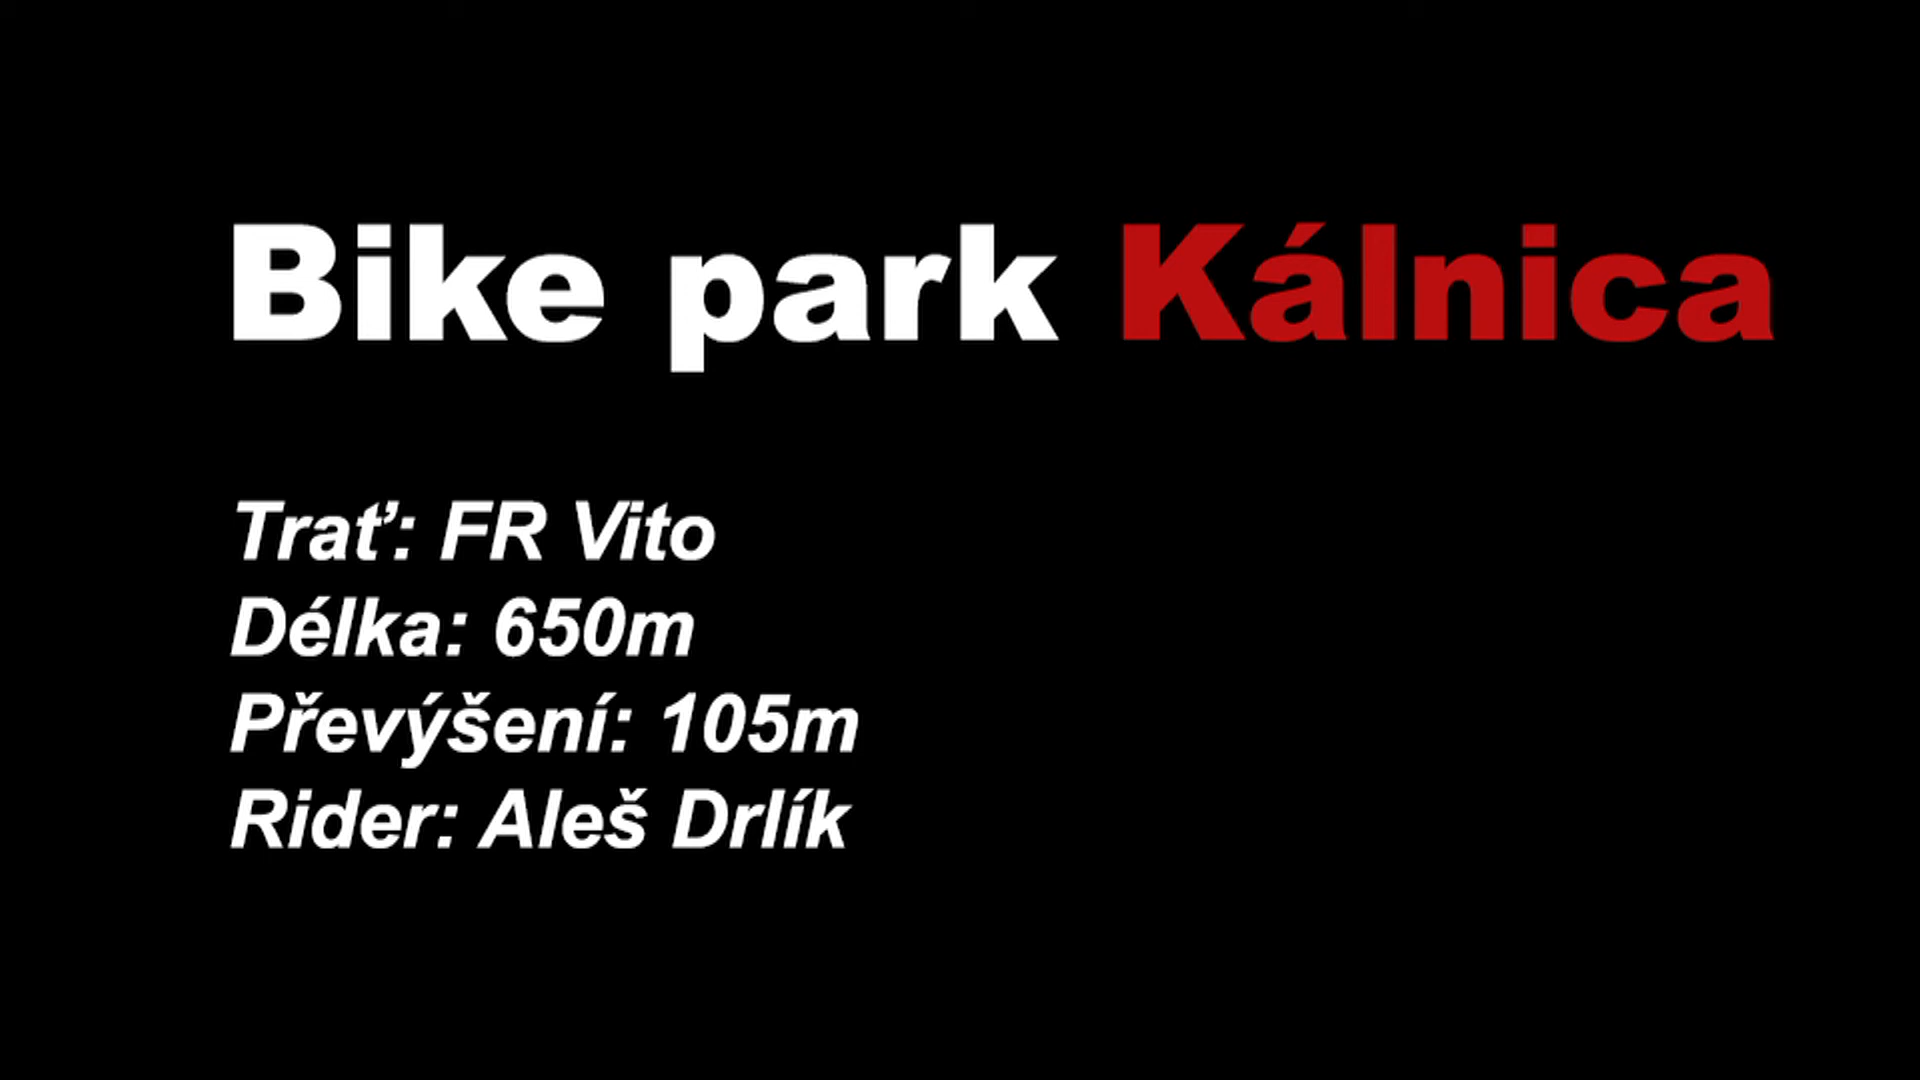 Bike park Kálnica
Trať: FR Vito
Délka: 650m
Převýšení: 105m
Rider: Aleš Drlík